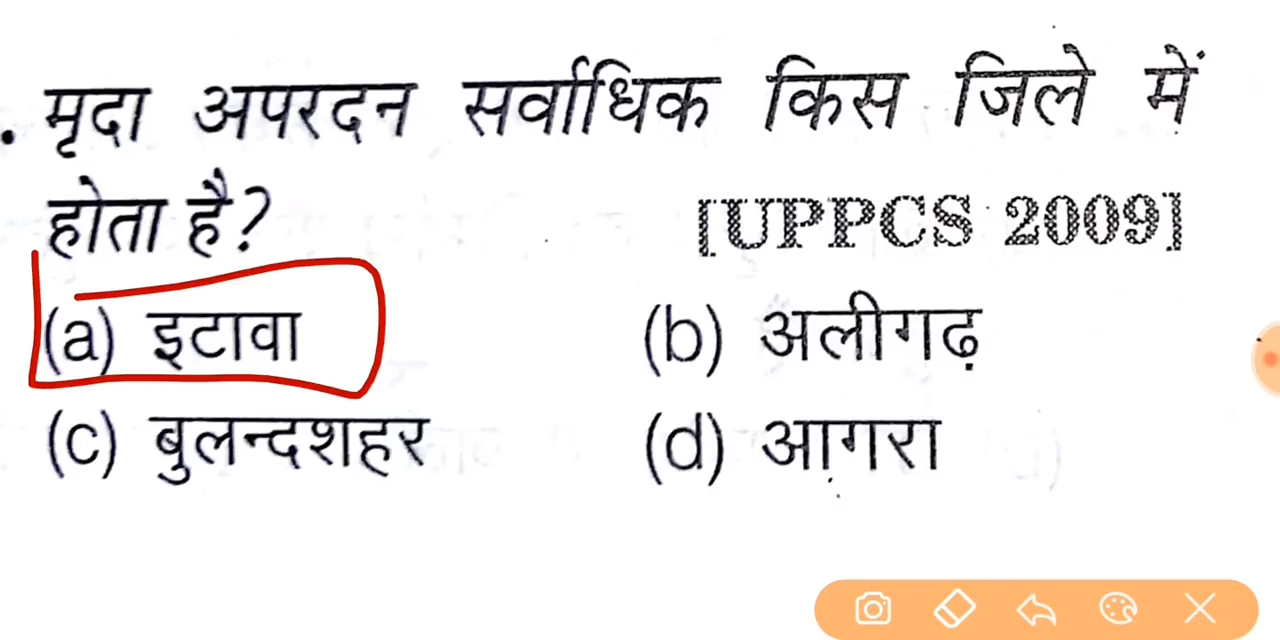 . मृदा अपरदन सर्वाधिक किस जिले में
होता है? [UPPCS 2009]
(a) इटावा (b) अलीगढ़
(c) बुलन्दशहर (d) आगरा